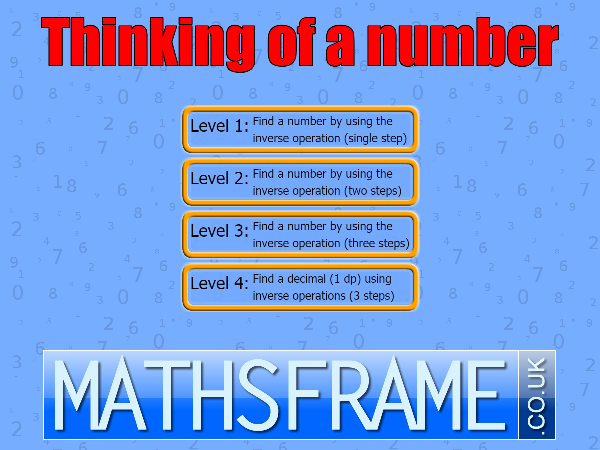 Thinking of a number
Level 1: Find a number by using the
inverse operation (single step)
Level 2: Find a number by using the
inverse operation (two steps)
Level 3: Find a number by using the
inverse operation (three steps)
Level 4: Find a decimal (1 dp) using
inverse operations (3 steps)
MATHSFRAME .CO.UK